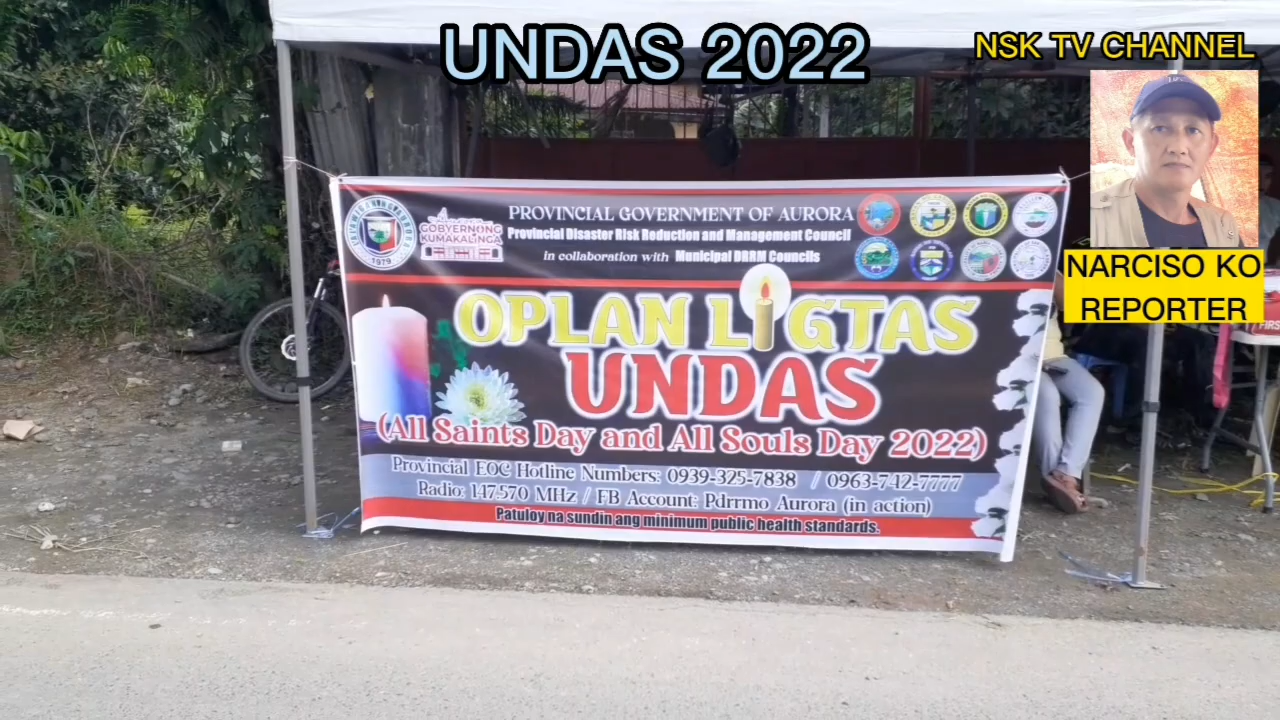 UNDAS 2022
NSK TV CHANNEL
NARCISO KO
REPORTER
1979
GOBYERNONG
KUMAKALINGA
PROVINCIAL GOVERNMENT OF AURORA
Provincial Disaster Risk Reduction and Management Council
in collaboration with Municipal DRRM Councils
OPLAN LIGTAS
UNDAS
(All Saints Day and All Souls Day 2022)
Provincial EOC Hotline Numbers: 0939-325-7838 / 0963-742-7777
Radio: 147.570 MHz / FB Account: Pdrrmo Aurora (in action)
Patuloy na sundin ang minimum public health standards.
FIRS